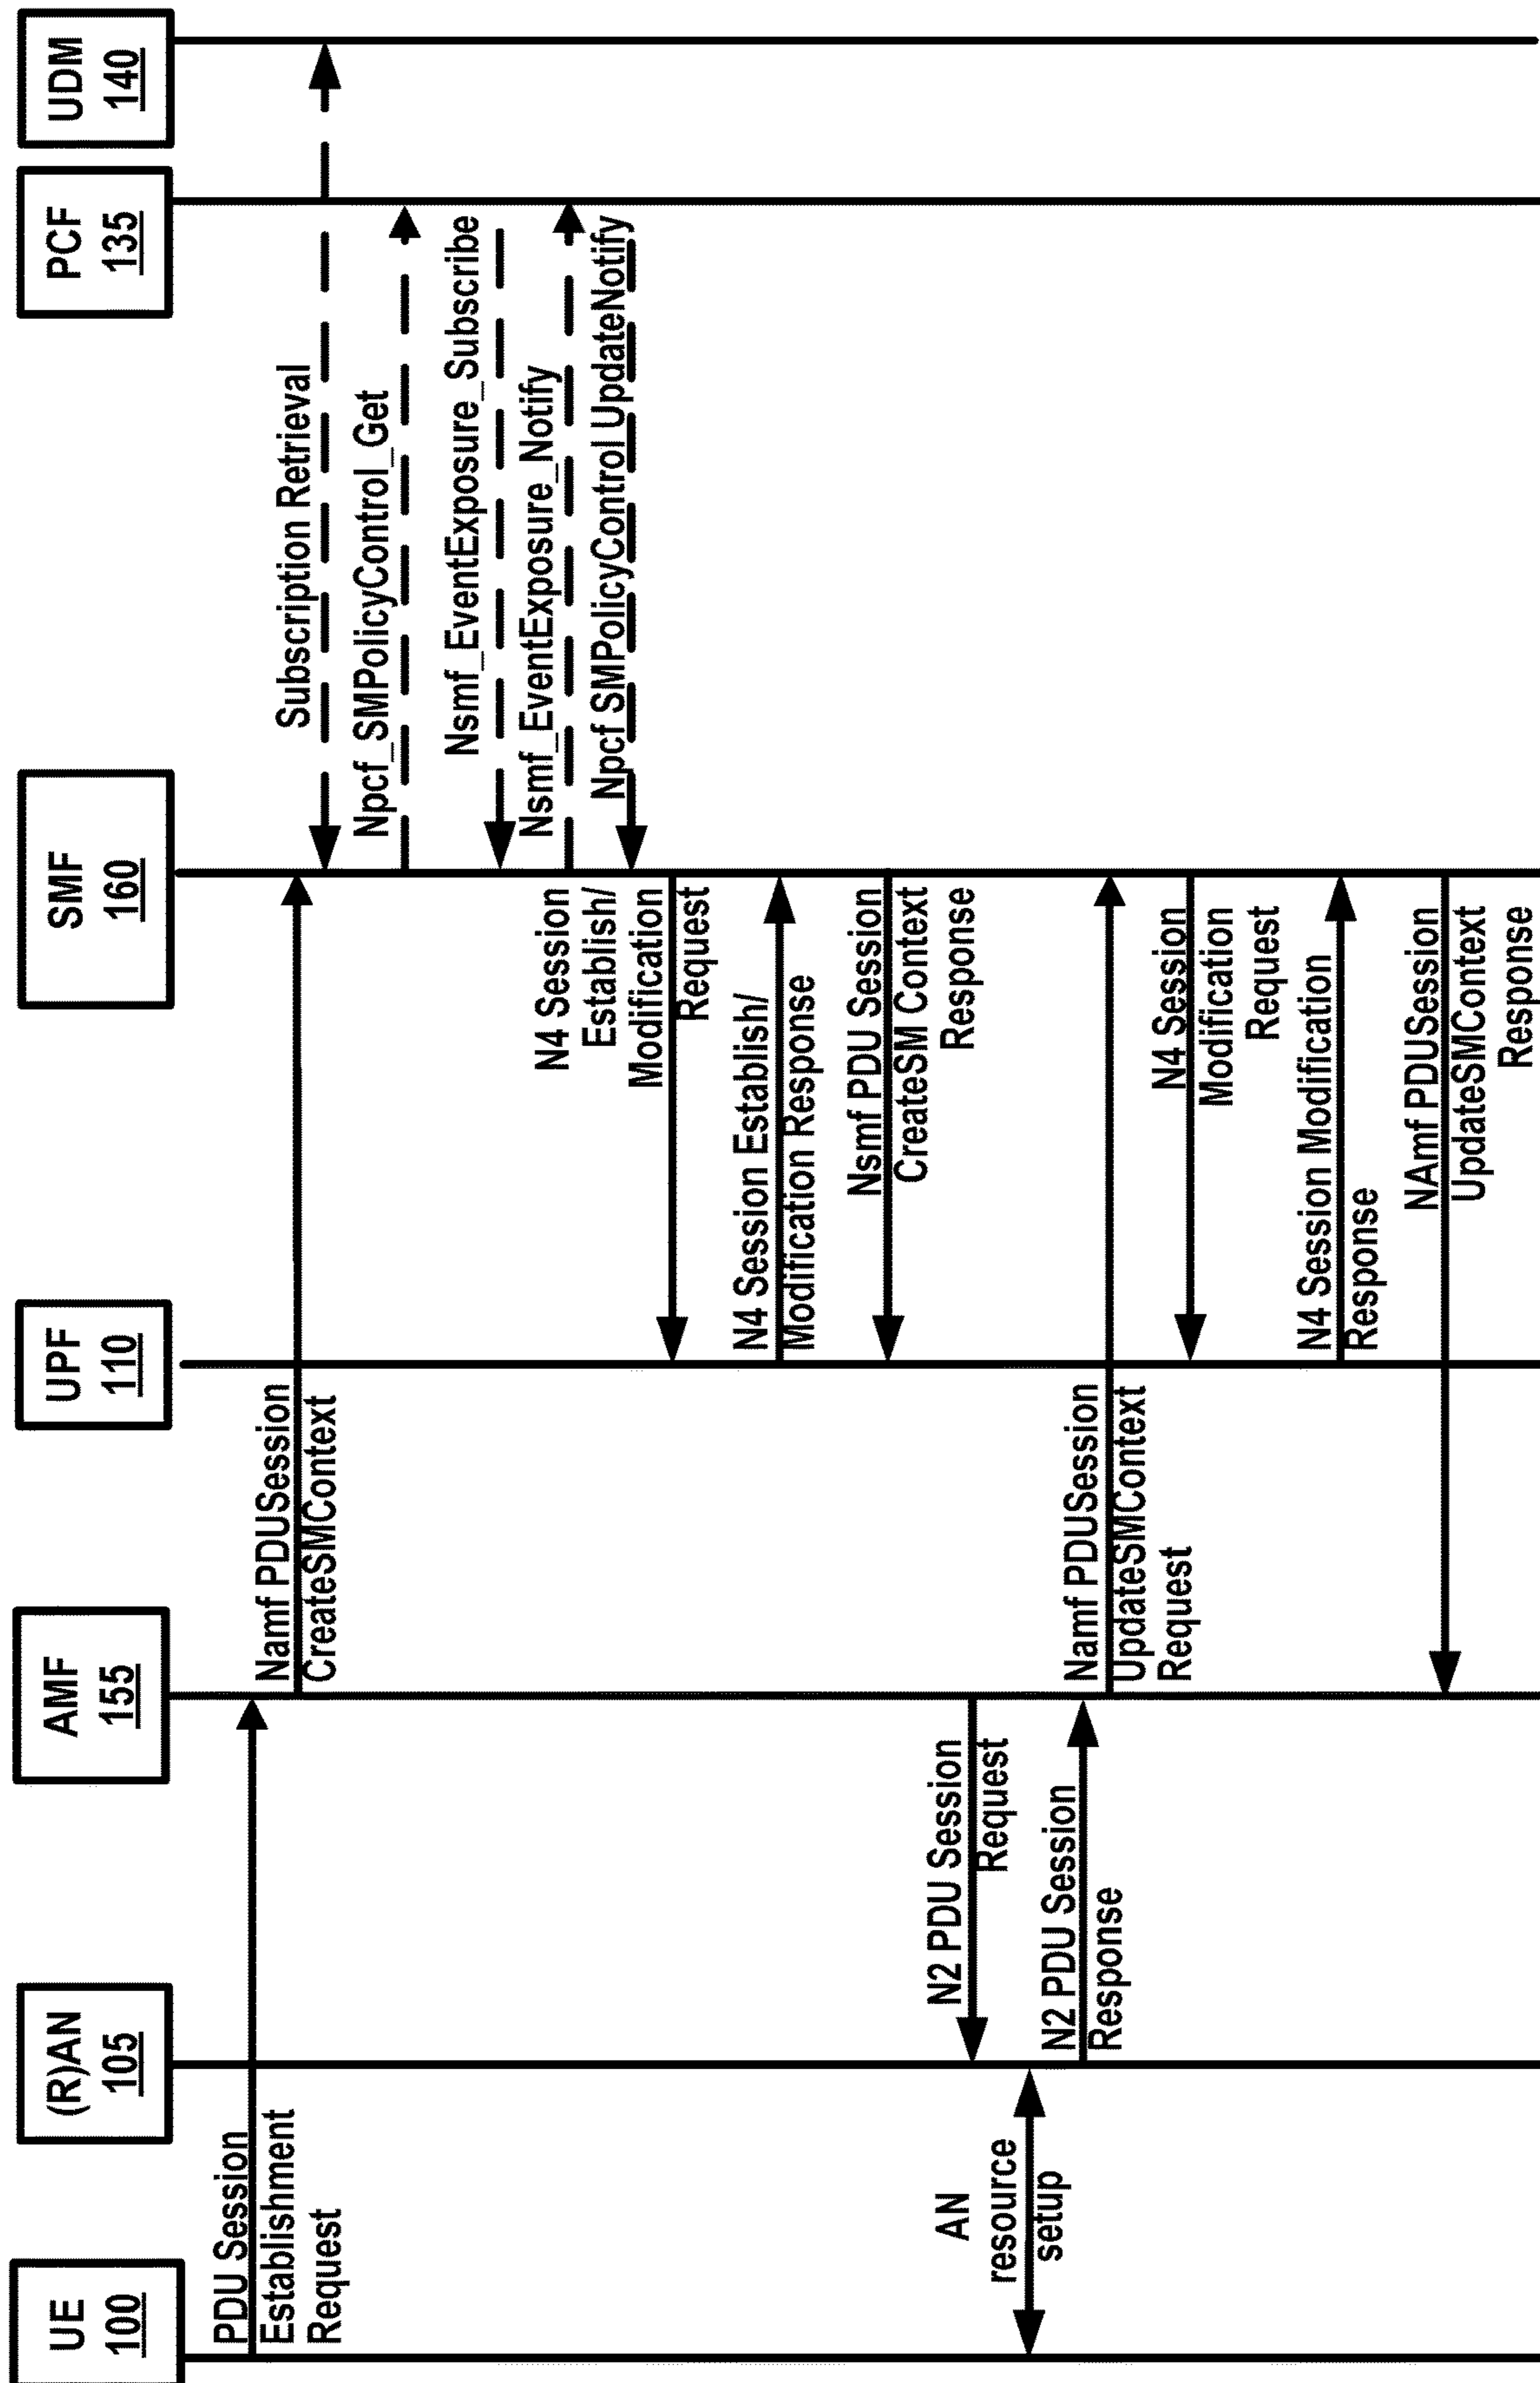 UE
100
(R)AN
105
AMF
155
UPF
110
SMF
160
PCF
135
UDM
140
PDU Session
Establishment
Request
Namf PDUSession
CreateSMContext
Subscription Retrieval
Npcf_SMPolicyControl_Get
Nsmf_EventExposure_Subscribe
Nsmf_EventExposure_Notify
Npcf SMPolicyControl UpdateNotify
N4 Session
Establish/
Modification
Request
N4 Session Establish/
Modification Response
Nsmf PDU Session
CreateSM Context
Response
N2 PDU Session
Request
AN
resource
setup
N2 PDU Session
Response
Namf PDUSession
UpdateSMContext
Request
N4 Session
Modification
Request
N4 Session Modification
Response
NAmf PDUSession
UpdateSMContext
Response